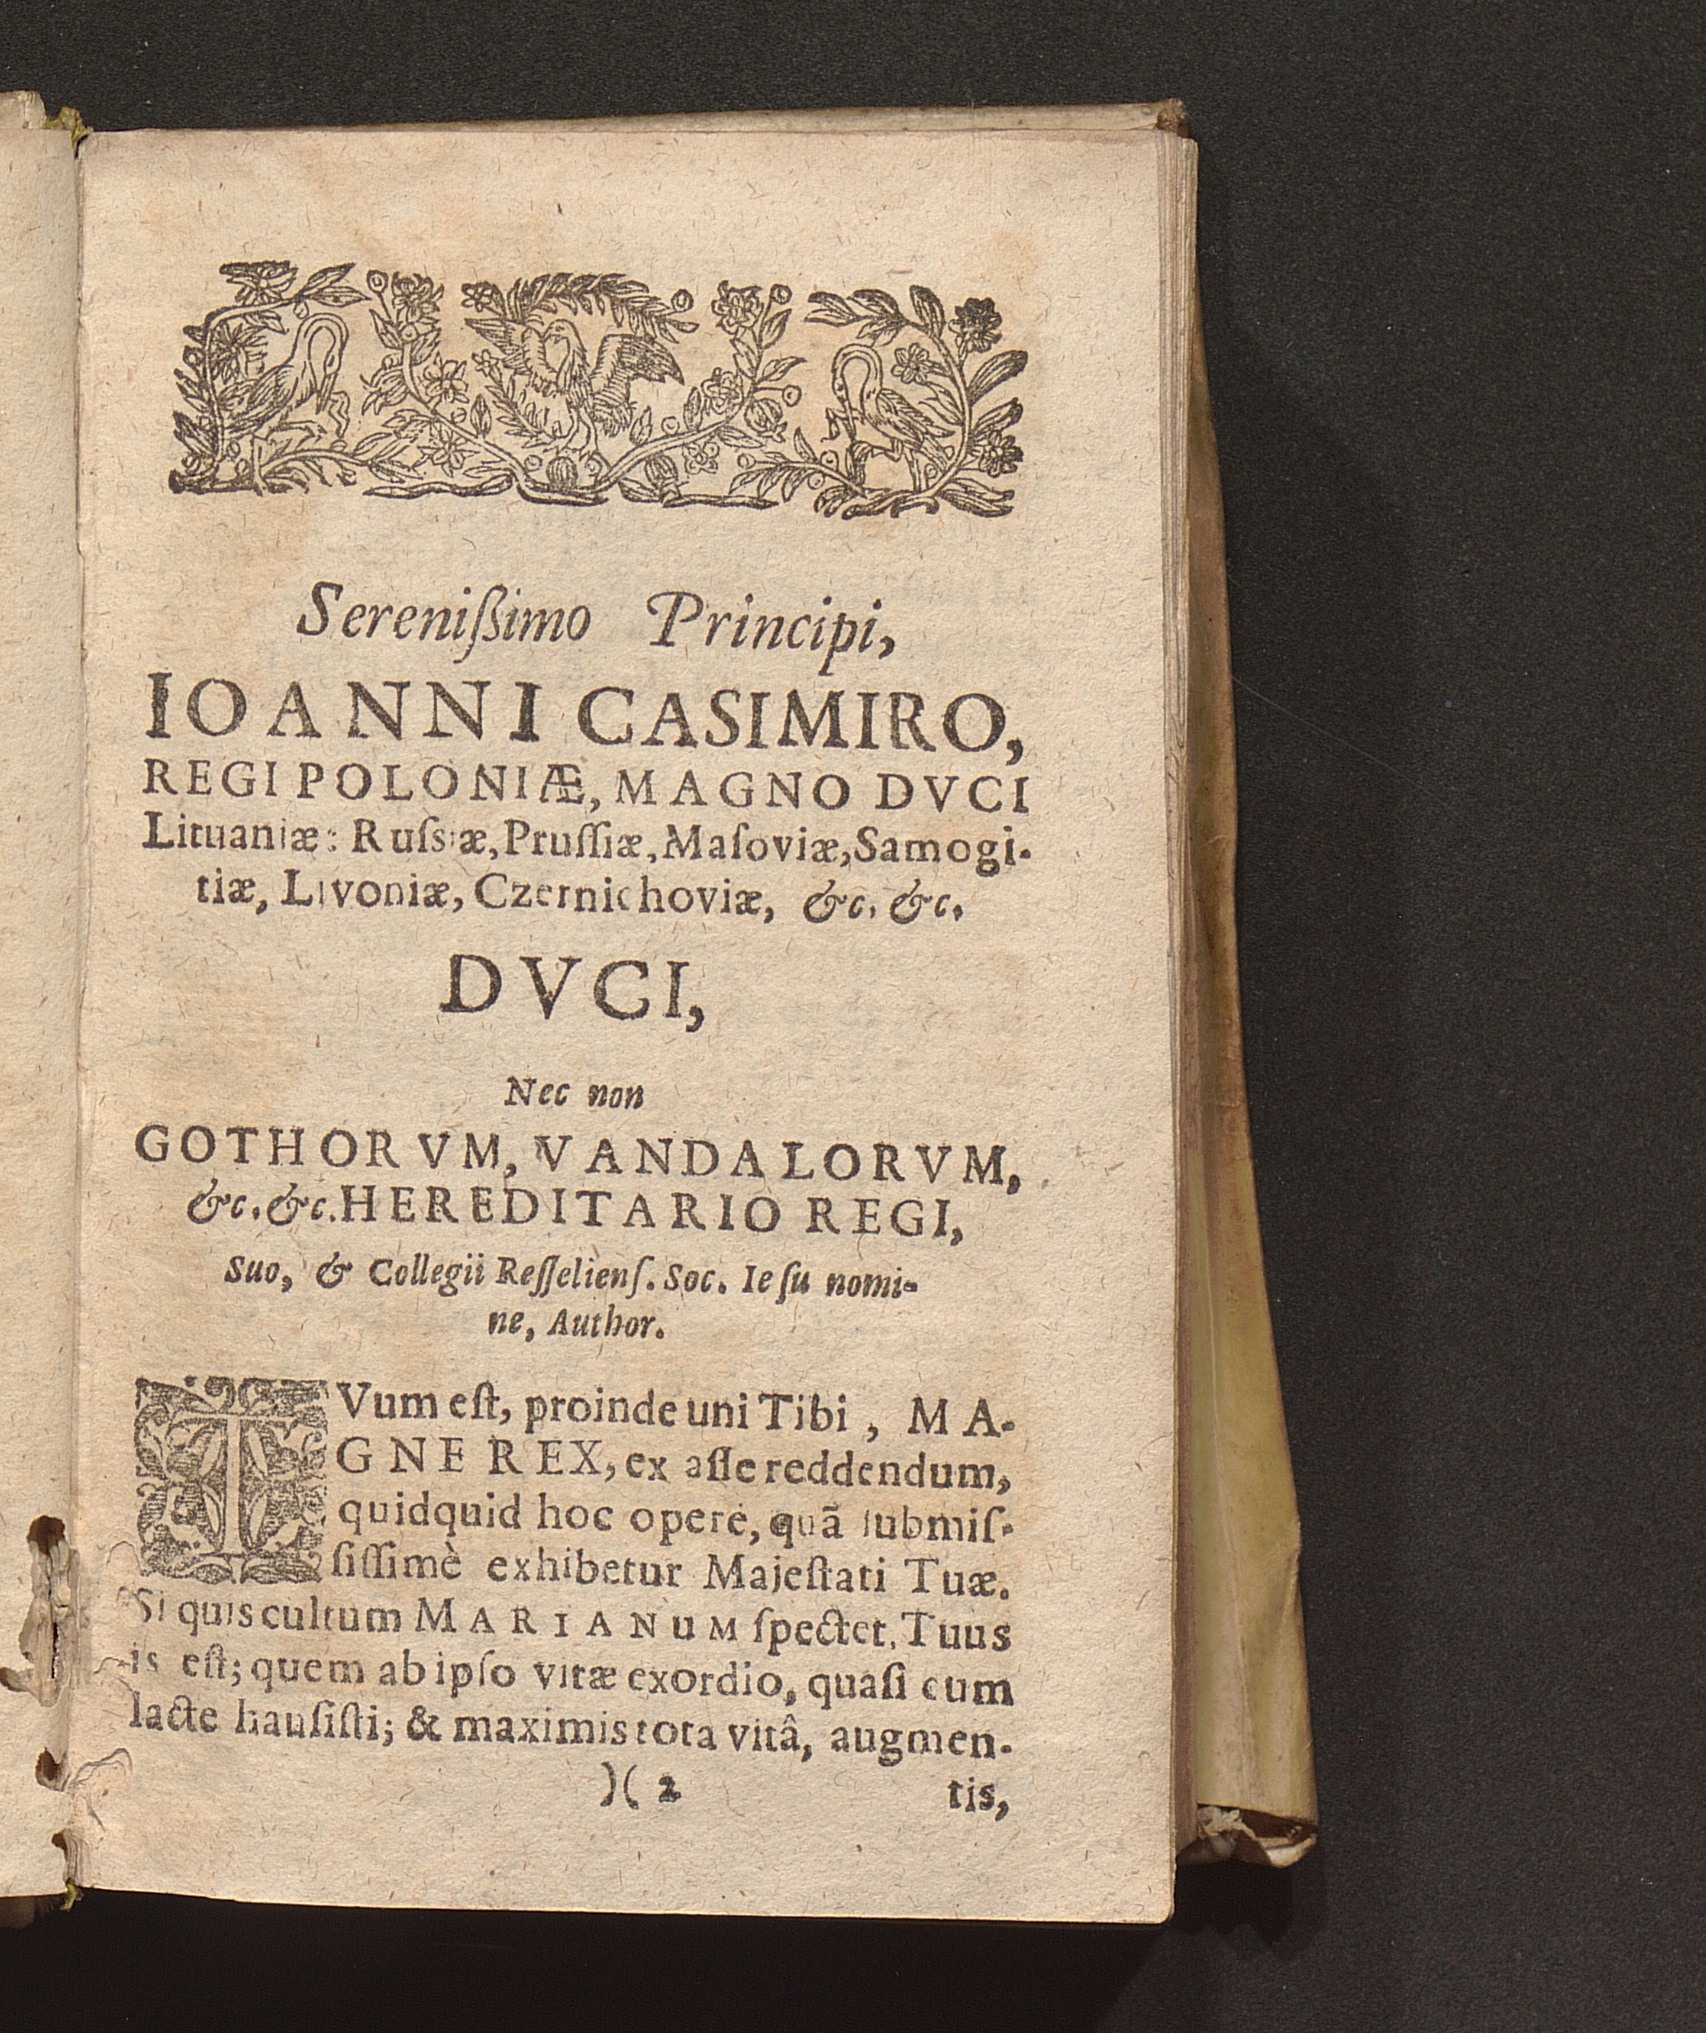 Serenißimo Principi,
IOANNI CASIMIRO,
REGI POLONIÆ, MAGNO DVCI
Lituaniæ: Ruſsiæ, Pruſſiæ, Maſoviæ, Samogi-
tiæ, Livoniæ, Czernichoviæ, &c. &c.
DVCI,
Nec non
GOTHORVM, VANDALORVM,
&c. &c. HEREDITARIO REGI,
Suo, & Collegii Reſſelienſ. Soc. Ieſu nomi-
ne, Author.
TVum eſt, proinde uni Tibi, MA-
GNE REX, ex aſſe reddendum,
quidquid hoc opere, quã ſubmiſ-
ſiſſimè exhibetur Majeſtati Tuæ.
Si quis cultum MARIANuM ſpectet, Tuus
is eſt; quem ab ipſo vitæ exordio, quaſi cum
lacte hauſiſti; & maximis tota vitâ, augmen-
)( 2 tis,